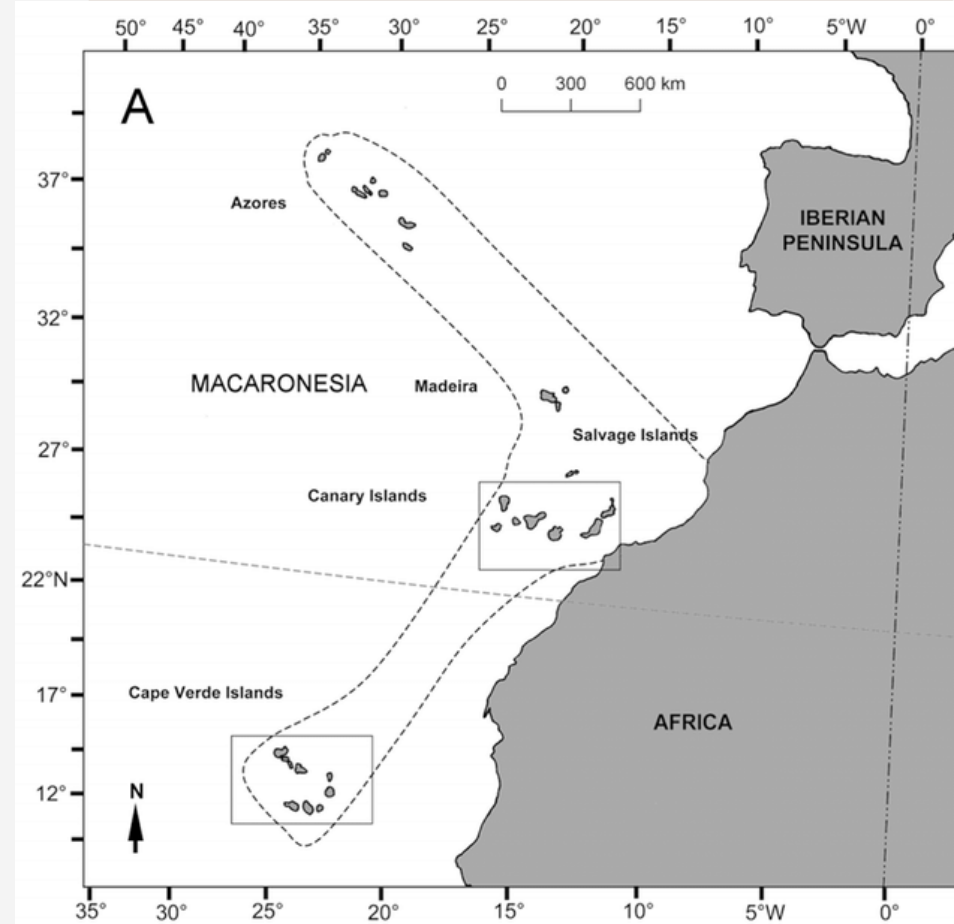 50° 45° 40° 35° 30° 25° 20° 15° 10° 5°W 0°
0 300 600 km
A
37°
Azores
IBERIAN
PENINSULA
32°
MACARONESIA
Madeira
Salvage Islands
27°
Canary Islands
22°N
17°
Cape Verde Islands
AFRICA
12°
N
35° 30° 25° 20° 15° 10° 5°W 0°